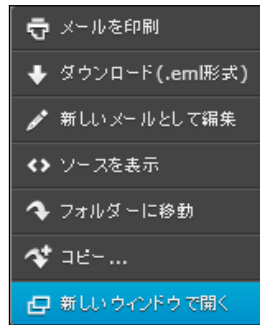 メールを印刷
ダウンロード(.eml形式)
新しいメールとして編集
ソースを表示
フォルダーに移動
コピー...
新しいウィンドウで開く